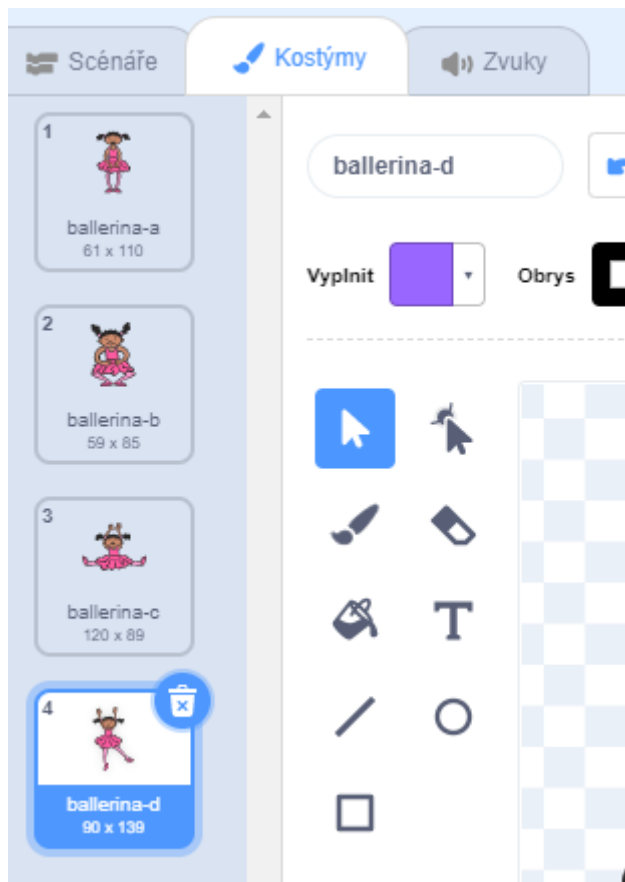 Scénáře
Kostýmy
Zvuky
1
ballerina-a
61 x 110
2
ballerina-b
59 x 85
3
ballerina-c
120 x 89
4
ballerina-d
90 x 139
ballerina-d
Vyplnit
Obrys
T